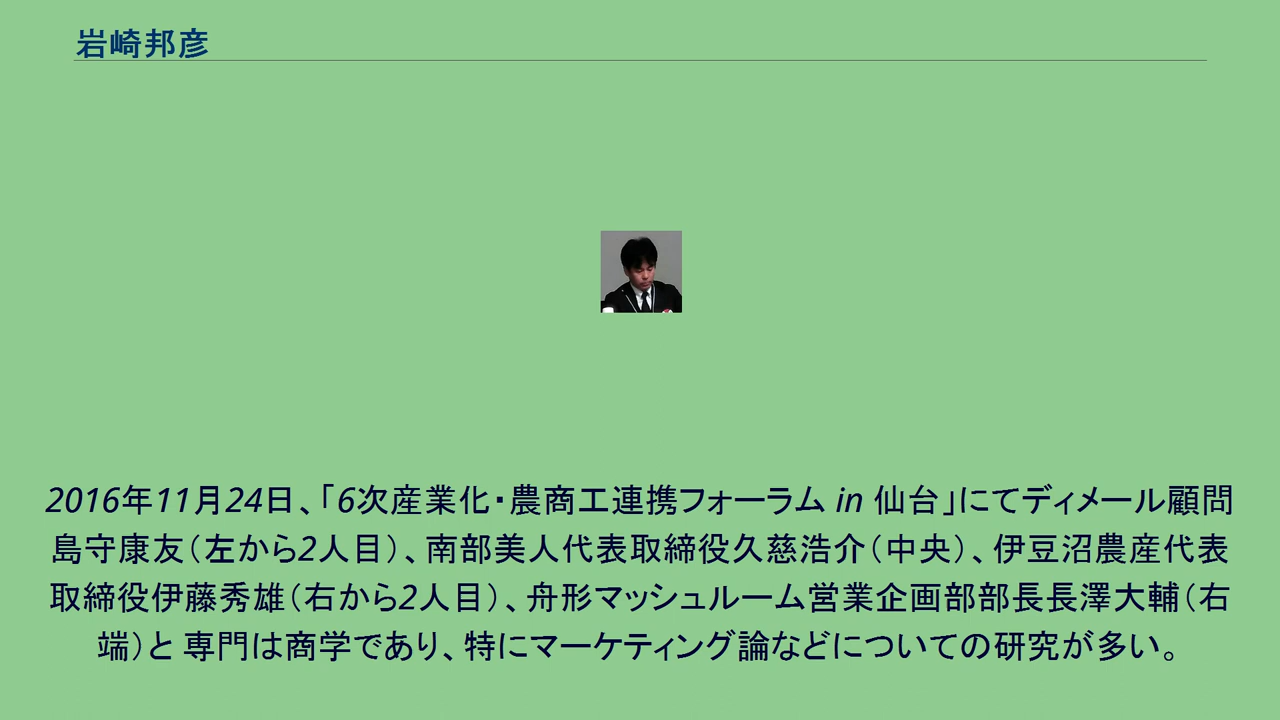 岩崎邦彦
2016年11月24日、「6次産業化・農商工連携フォーラム in 仙台」にてディメール顧問
島守康友（左から2人目）、南部美人代表取締役久慈浩介（中央）、伊豆沼農産代表
取締役伊藤秀雄（右から2人目）、舟形マッシュルーム営業企画部部長長澤大輔（右
端）と 専門は商学であり、特にマーケティング論などについての研究が多い。